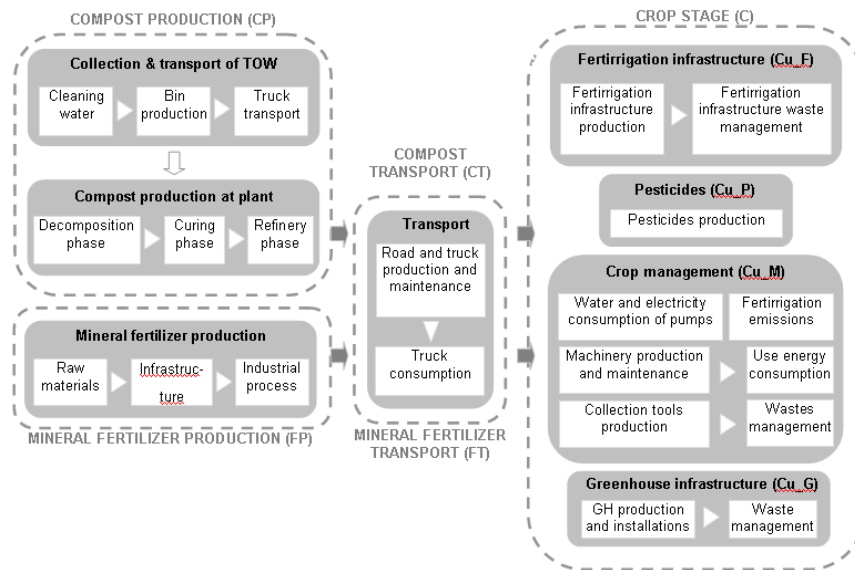 COMPOST PRODUCTION (CP)
Collection & transport of TOW
Cleaning
water
Bin
production
Truck
transport
Compost production at plant
Decomposition
phase
Curing
phase
Refinery
phase
Mineral fertilizer production
Raw
materials
Infrastruc-
ture
Industrial
process
MINERAL FERTILIZER PRODUCTION (FP)
COMPOST
TRANSPORT (CT)
Transport
Road and truck
production and
maintenance
Truck
consumption
MINERAL FERTILIZER
TRANSPORT (FT)
CROP STAGE (C)
Fertirrigation infrastructure (Cu_F)
Fertirrigation
infrastructure
production
Fertirrigation
infrastructure waste
management
Pesticides (Cu_P)
Pesticides production
Crop management (Cu_M)
Water and electricity
consumption of pumps
Fertirrigation
emissions
Machinery production
and maintenance
Use energy
consumption
Collection tools
production
Wastes
management
Greenhouse infrastructure (Cu_G)
GH production
and installations
Waste
management